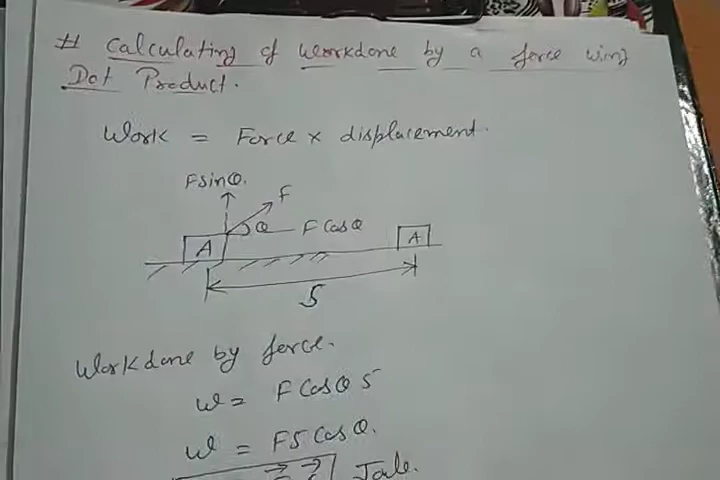 # Calculating of workdone by a force using
Dot Product.
Work = Force × displacement.
F sinθ.
F
θ
F Cosθ
A
A
S
Workdone by force.
W = F Cosθ S
W = FS Cosθ.
Joule.